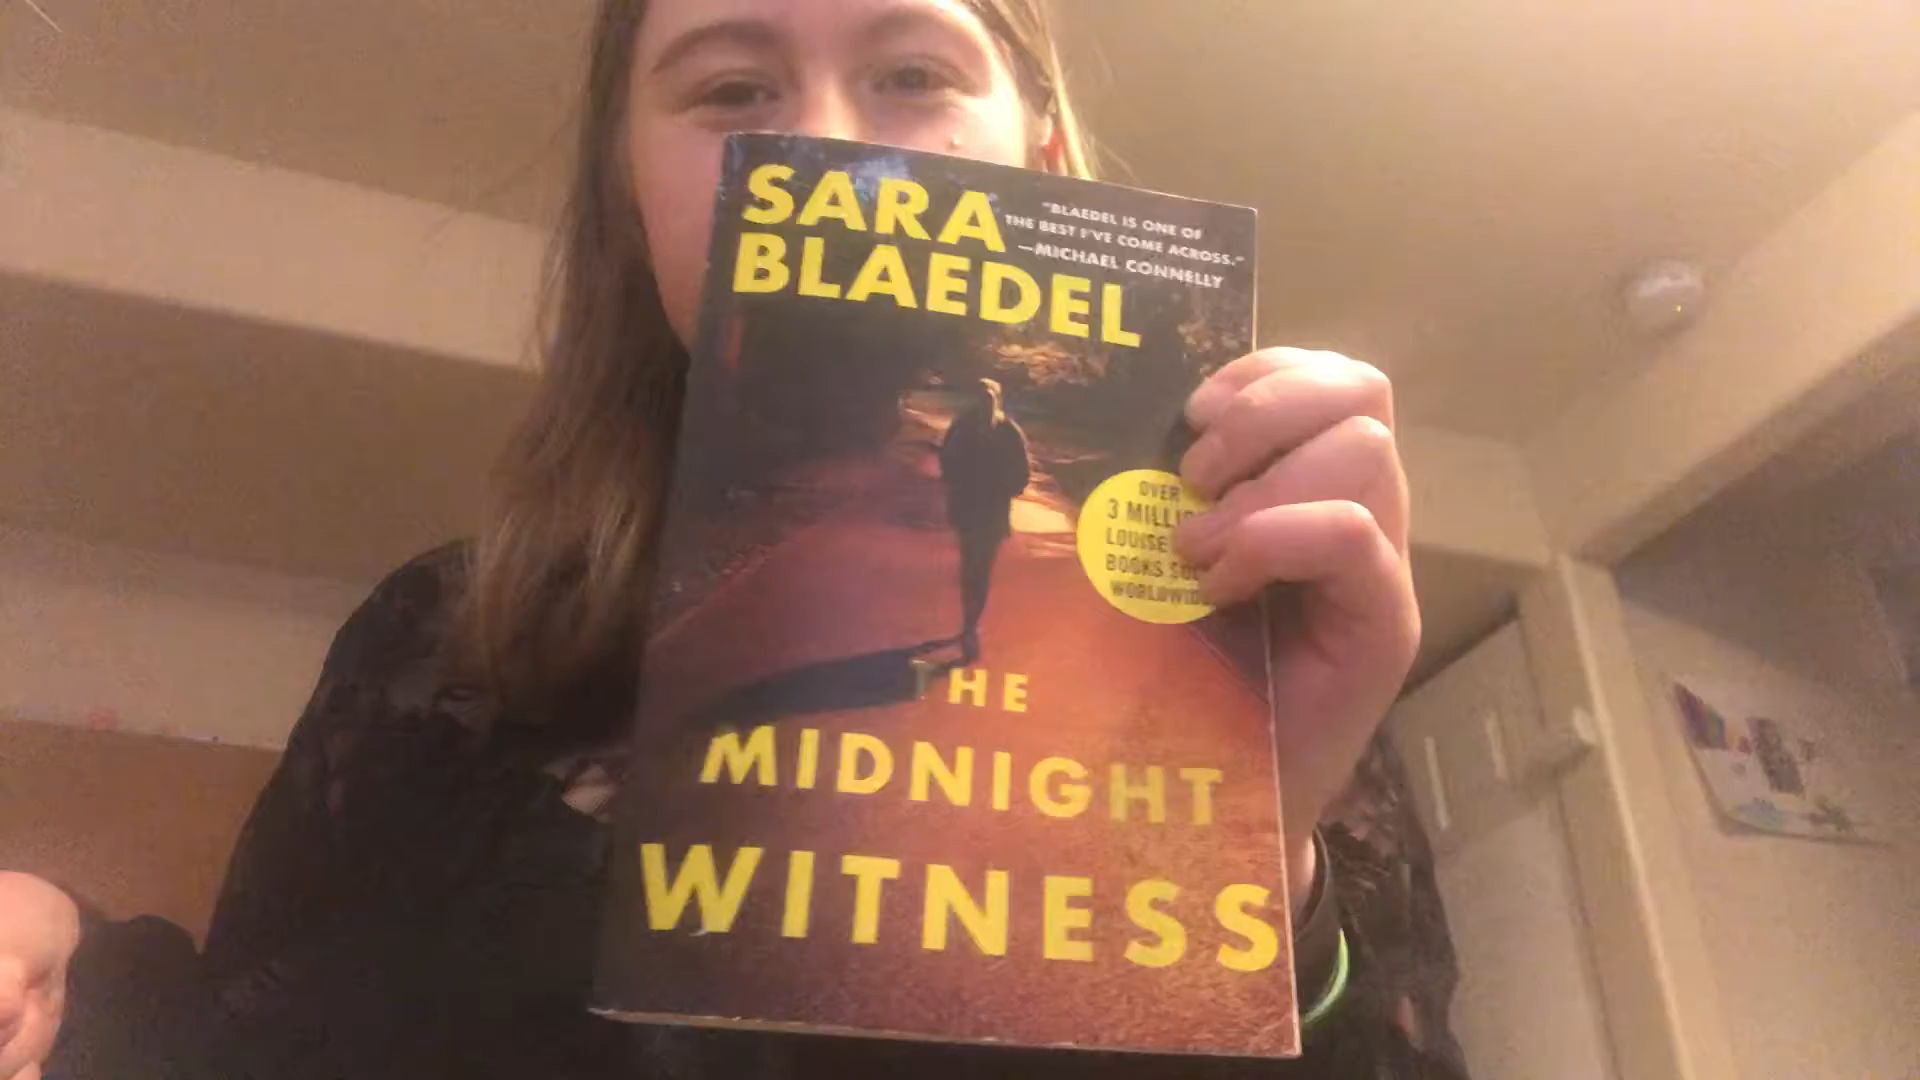 SARA
BLAEDEL
"BLAEDEL IS ONE OF
THE BEST I'VE COME ACROSS."
—MICHAEL CONNELLY
OVER
3
LOUISE
BOOKS
THE
MIDNIGHT
WITNESS